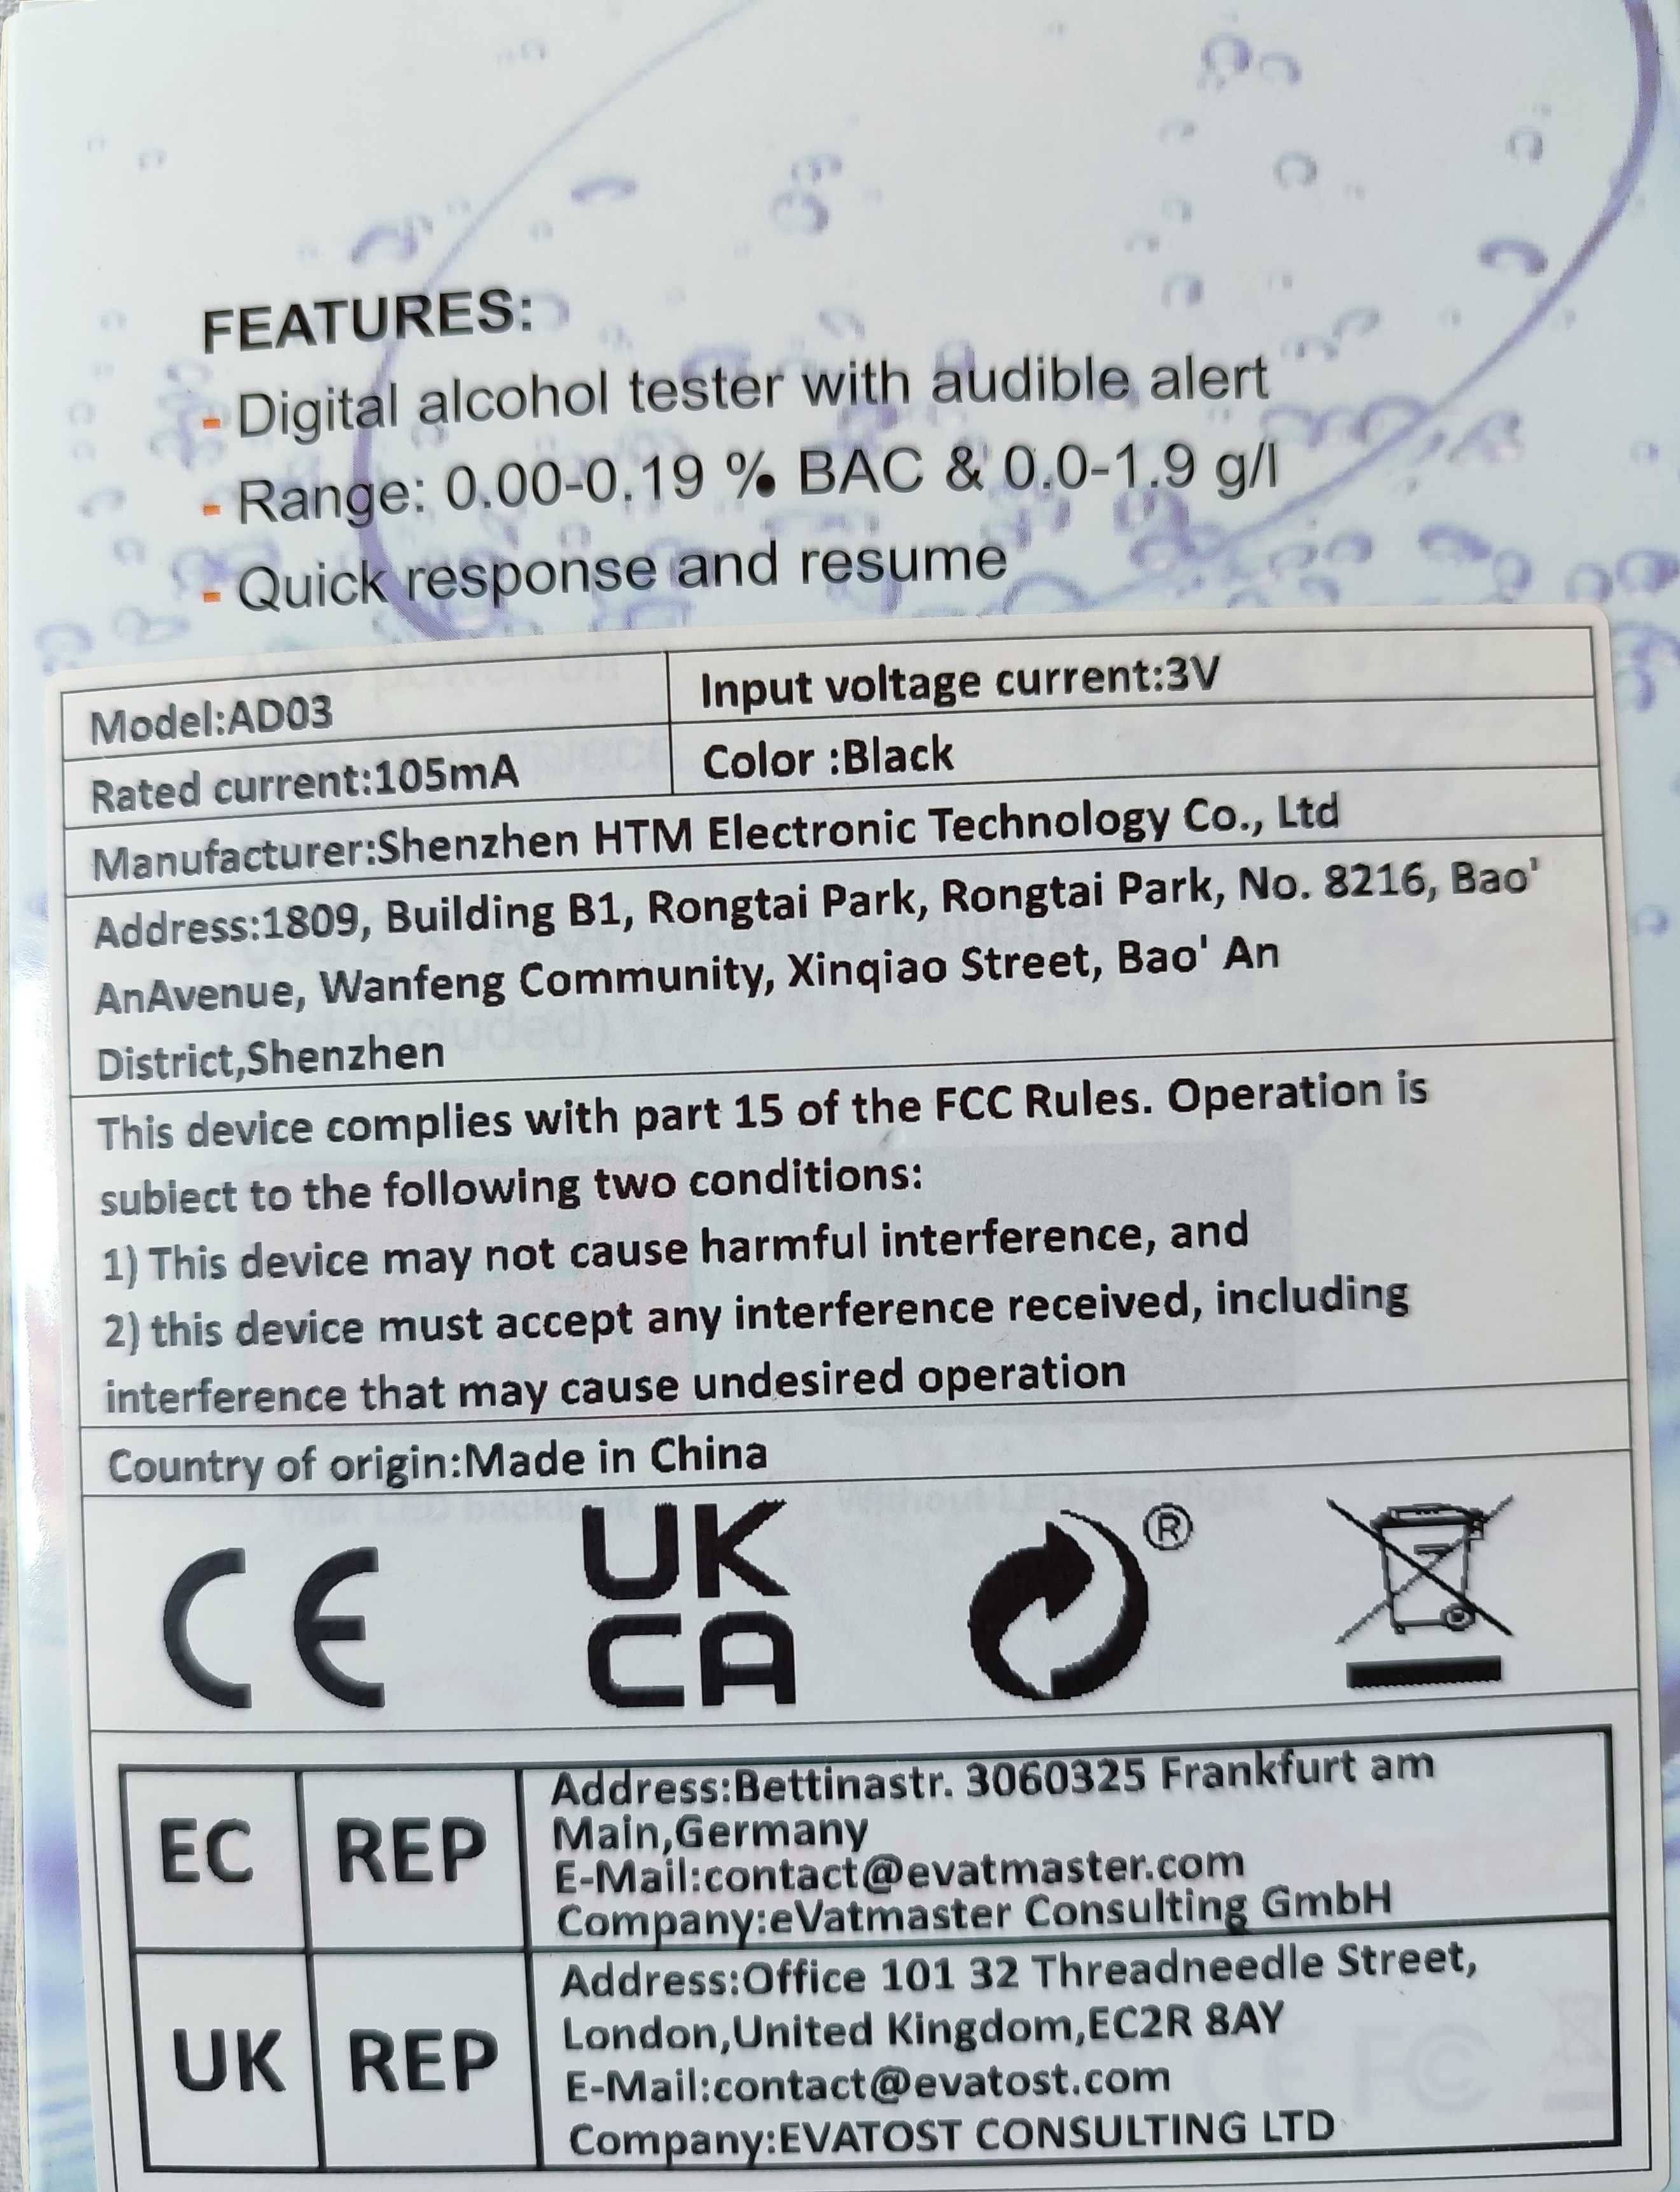 FEATURES:
- Digital alcohol tester with audible alert
- Range: 0.00-0.19 % BAC & 0.0-1.9 g/l
- Quick response and resume
Model:AD03
Input voltage current:3V
Rated current:105mA
Color :Black
Manufacturer:Shenzhen HTM Electronic Technology Co., Ltd
Address:1809, Building B1, Rongtai Park, Rongtai Park, No. 8216, Bao'
AnAvenue, Wanfeng Community, Xinqiao Street, Bao' An
District,Shenzhen
This device complies with part 15 of the FCC Rules. Operation is
subiect to the following two conditions:
1) This device may not cause harmful interference, and
2) this device must accept any interference received, including
interference that may cause undesired operation
Country of origin:Made in China
CE
UK
CA
®
EC REP
Address:Bettinastr. 3060325 Frankfurt am
Main,Germany
E-Mail:contact@evatmaster.com
Company:eVatmaster Consulting GmbH
UK REP
Address:Office 101 32 Threadneedle Street,
London,United Kingdom,EC2R 8AY
E-Mail:contact@evatost.com
Company:EVATOST CONSULTING LTD